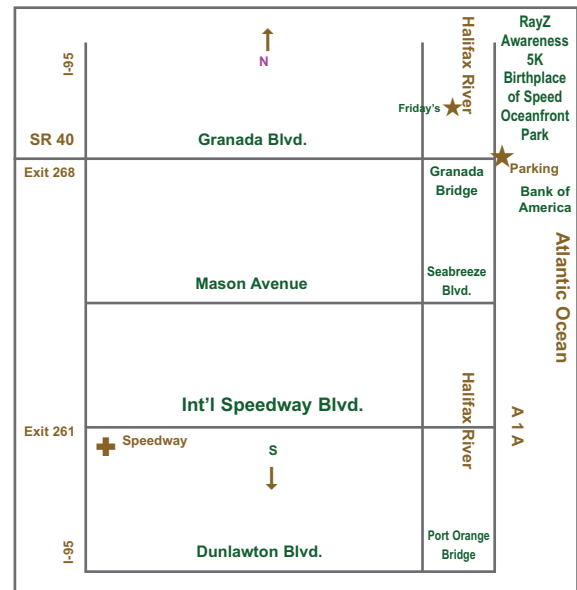 I-95
N
Halifax River
RayZ
Awareness
5K
Birthplace
of Speed
Oceanfront
Park
Friday's
SR 40
Granada Blvd.
Exit 268
Granada
Bridge
Parking
Bank of
America
Atlantic Ocean
Mason Avenue
Seabreeze
Blvd.
Int'l Speedway Blvd.
Halifax River
A 1 A
Exit 261
Speedway
S
I-95
Dunlawton Blvd.
Port Orange
Bridge